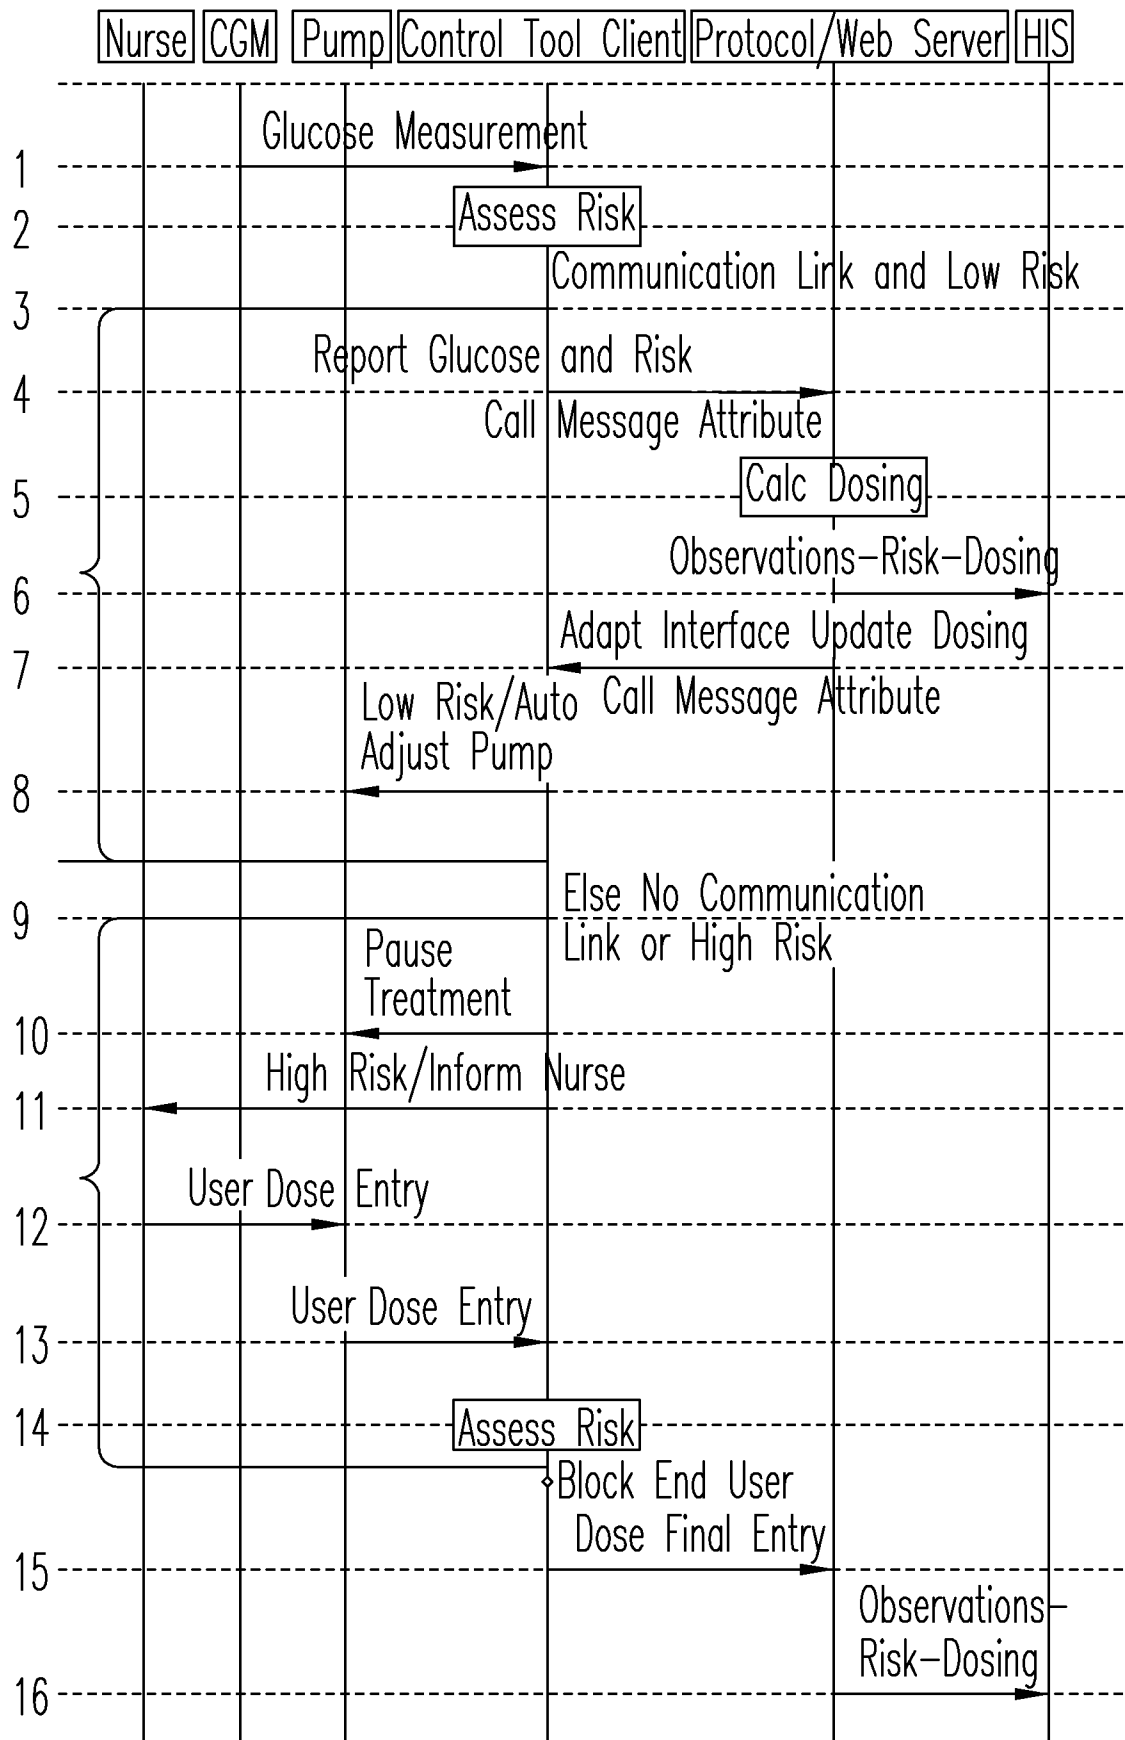 Nurse CGM Pump Control Tool Client Protocol/Web Server HIS
Glucose Measurement
1
Assess Risk
2
Communication Link and Low Risk
3
Report Glucose and Risk
4
Call Message Attribute
Calc Dosing
5
Observations-Risk-Dosing
6
Adapt Interface Update Dosing
7
Call Message Attribute
Low Risk/Auto
Adjust Pump
8
Else No Communication
9
Link or High Risk
Pause
Treatment
10
High Risk/Inform Nurse
11
User Dose Entry
12
User Dose Entry
13
Assess Risk
14
Block End User
Dose Final Entry
15
Observations-
Risk-Dosing
16